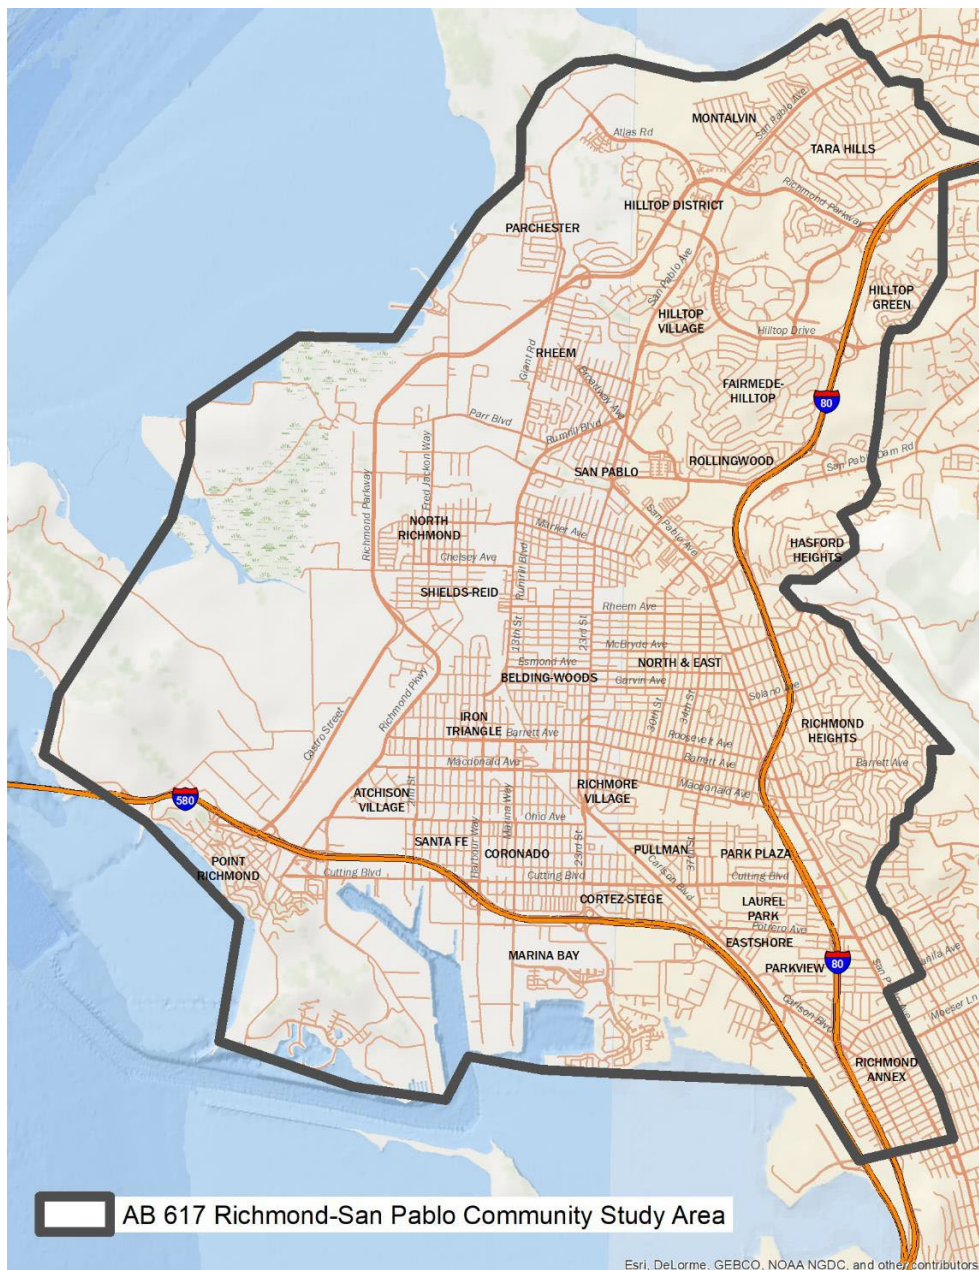 MONTALVIN
San Pablo Ave
Atlas Rd
TARA HILLS
Richmond Parkway
HILLTOP DISTRICT
PARCHESTER
San Pablo Ave
HILLTOP
GREEN
HILLTOP
VILLAGE
Hilltop Drive
Giant Rd
RHEEM
Broadway Ave
FAIRMEDE-
HILLTOP
80
Parr Blvd
Rumrill Blvd
Fred Jackon Way
SAN PABLO
ROLLINGWOOD
San Pablo Dam Rd
Richmond Parkway
NORTH
RICHMOND
Market Ave
San Pablo Ave
HASFORD
HEIGHTS
Chelsey Ave
Rumrill Blvd
SHIELDS-REID
Rheem Ave
13th St
23rd St
McBryde Ave
Esmond Ave
NORTH & EAST
BELDING-WOODS
Garvin Ave
Solano Ave
Richmond Pkwy
30th St
34th St
Castro Street
IRON
TRIANGLE
Barrett Ave
Roosevelt Ave
RICHMOND
HEIGHTS
Barrett Ave
Macdonald Ave
Barrett Ave
Macdonald Ave
ATCHISON
VILLAGE
RICHMORE
VILLAGE
580
Marina Way
Ohio Ave
Harbour Way
SANTA FE
CORONADO
23rd St
PULLMAN
37th St
PARK PLAZA
POINT
RICHMOND
Cutting Blvd
Cutting Blvd
Carlson Blvd
Cutting Blvd
CORTEZ-STEGE
LAUREL
PARK
Potrero Ave
EASTSHORE
MARINA BAY
PARKVIEW
80
Carlson Blvd
Moeser Ln
RICHMOND
ANNEX
AB 617 Richmond-San Pablo Community Study Area
Esri, DeLorme, GEBCO, NOAA NGDC, and other contributors